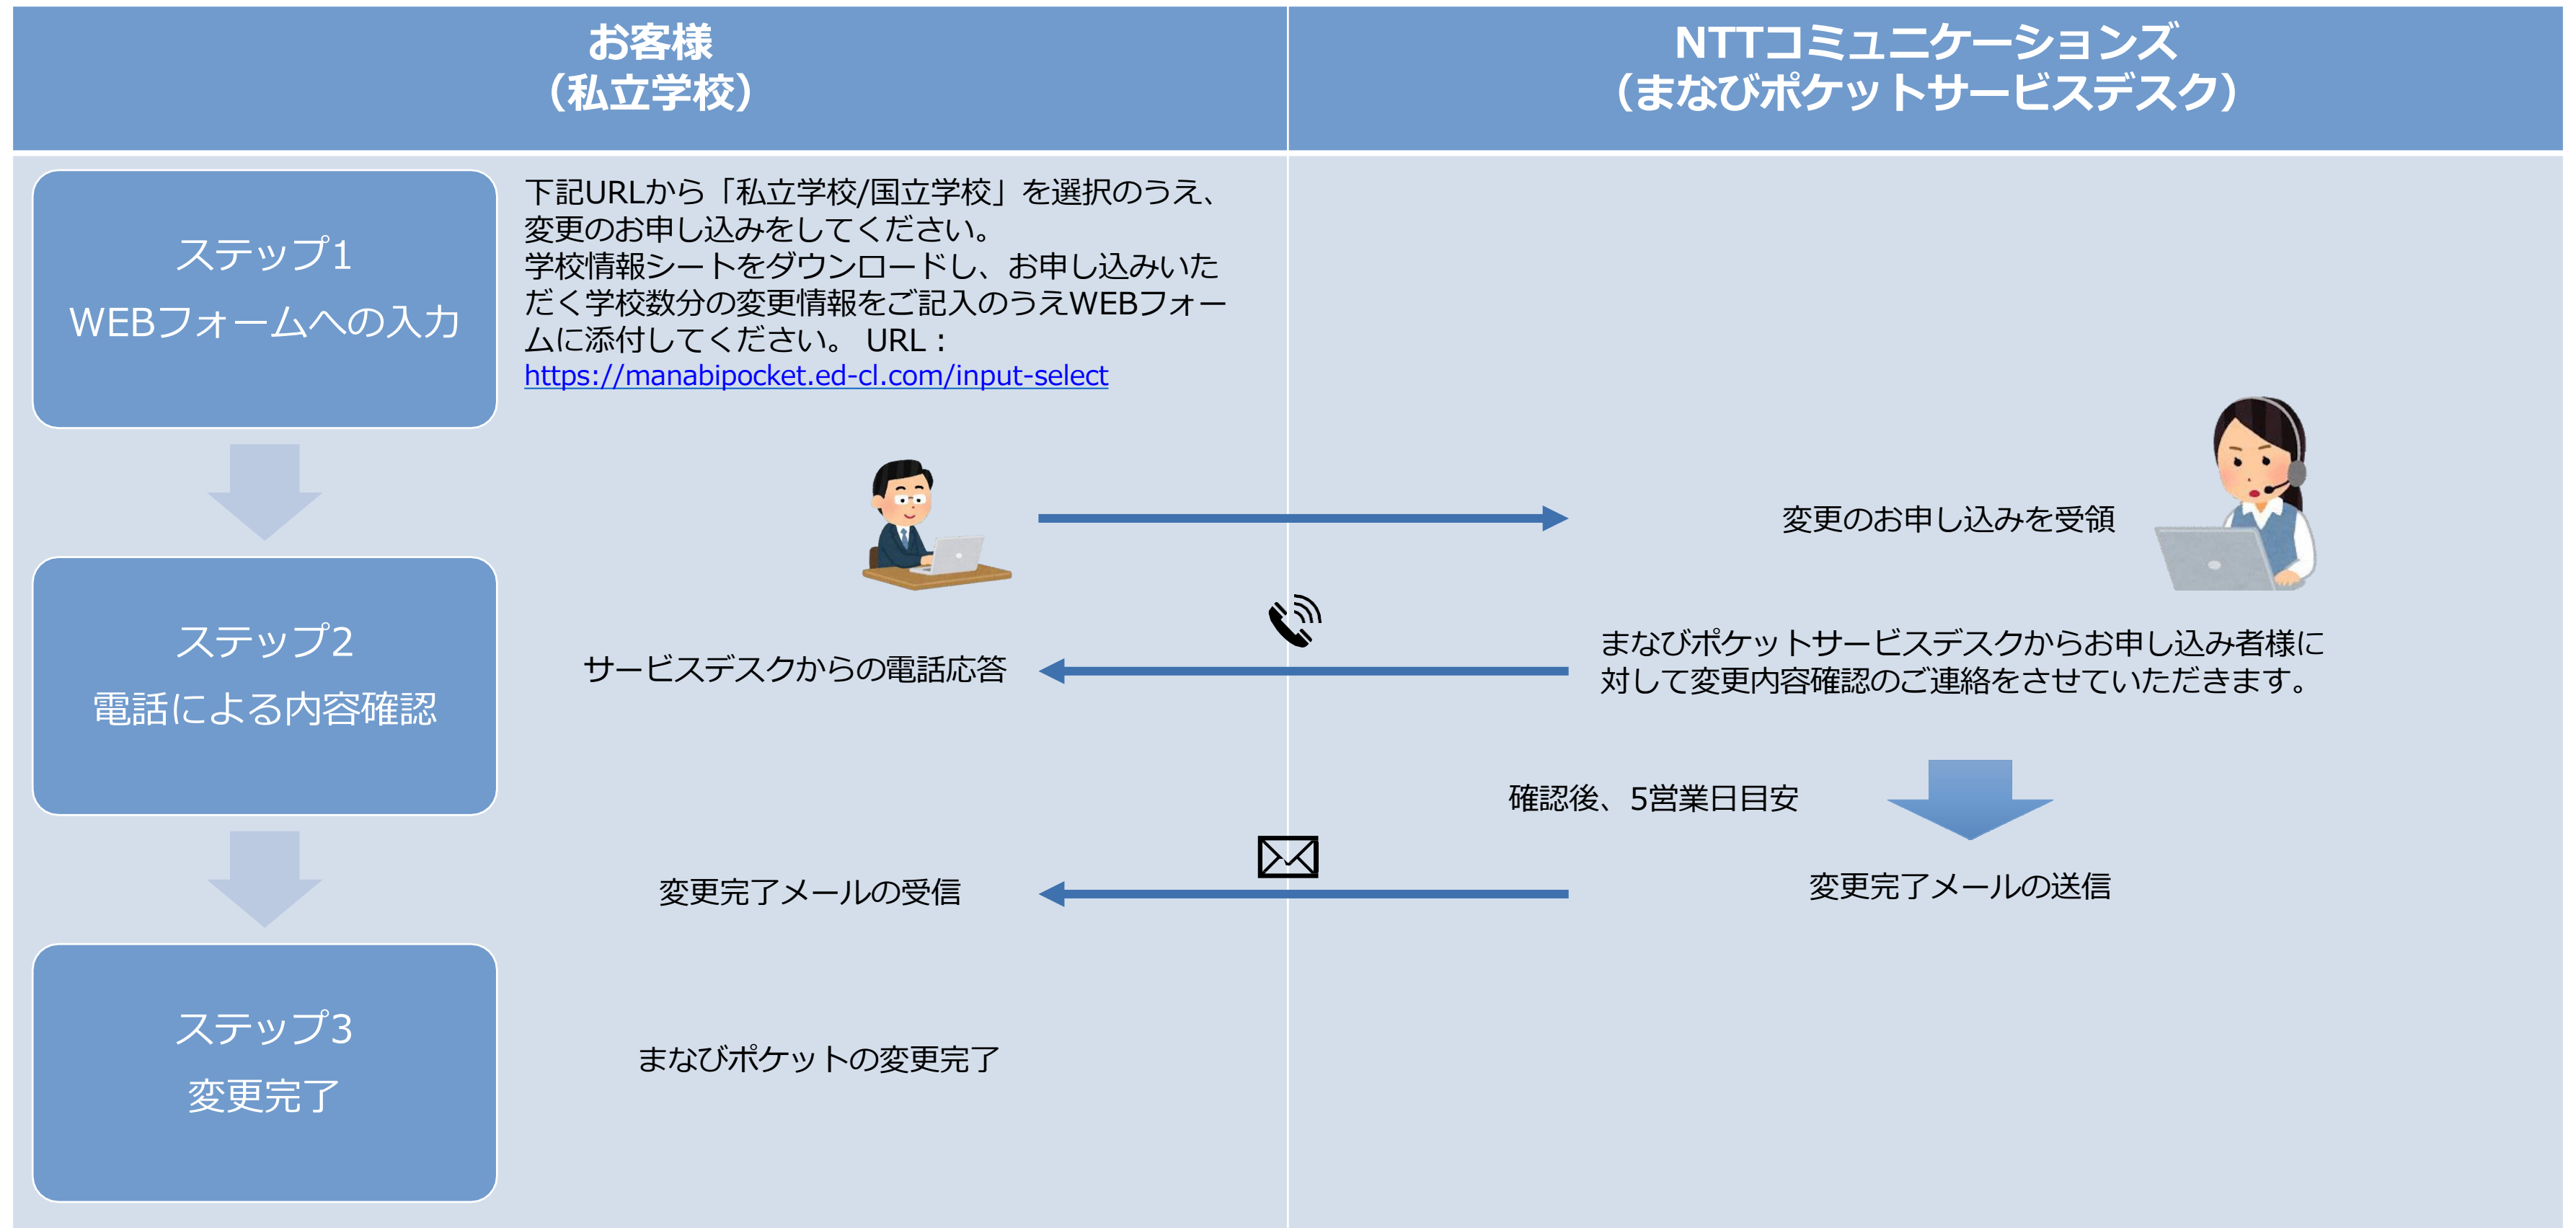 お客様
（私立学校）
NTTコミュニケーションズ
（まなびポケットサービスデスク）
ステップ1
WEBフォームへの入力
下記URLから「私立学校/国立学校」を選択のうえ、
変更のお申し込みをしてください。
学校情報シートをダウンロードし、お申し込みいた
だく学校数分の変更情報をご記入のうえWEBフォー
ムに添付してください。 URL：
https://manabipocket.ed-cl.com/input-select
変更のお申し込みを受領
ステップ2
電話による内容確認
サービスデスクからの電話応答
まなびポケットサービスデスクからお申し込み者様に
対して変更内容確認のご連絡をさせていただきます。
確認後、5営業日目安
変更完了メールの受信
変更完了メールの送信
ステップ3
変更完了
まなびポケットの変更完了